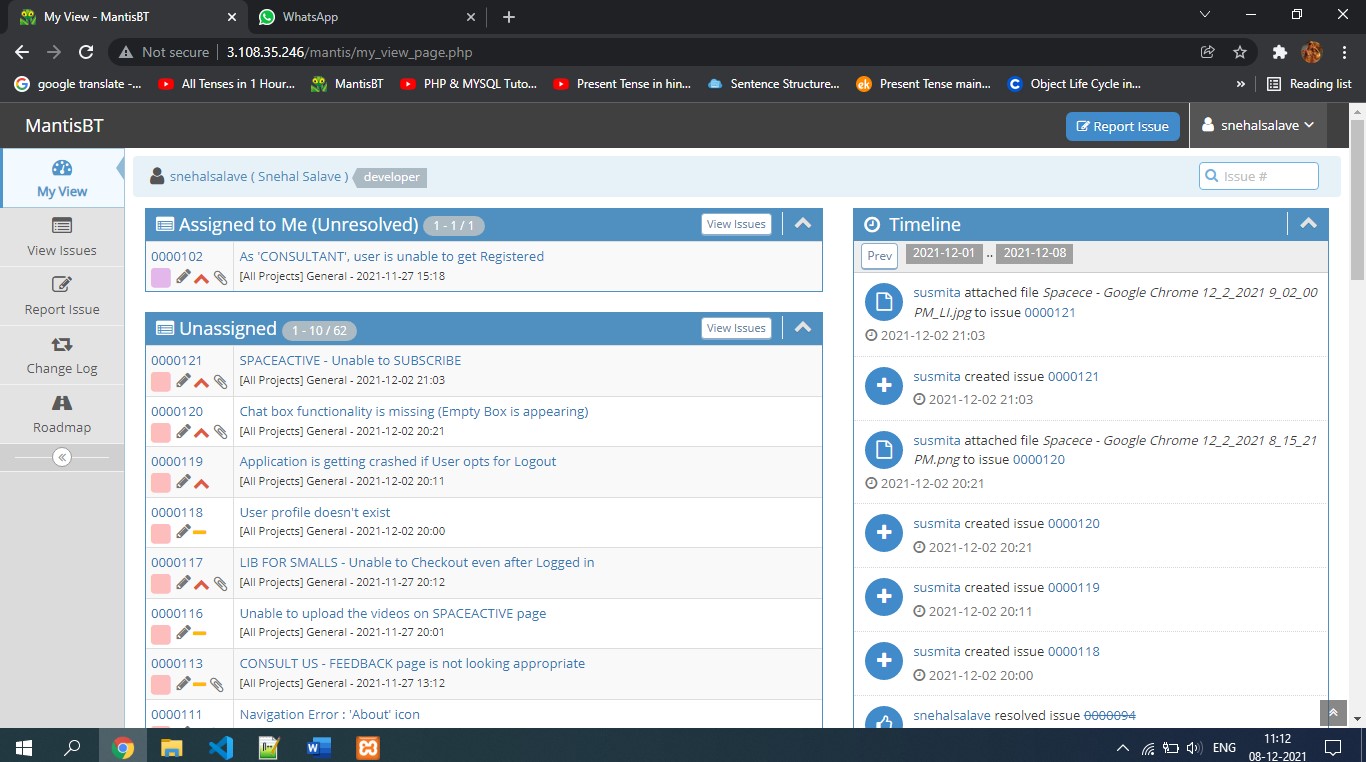 My View - MantisBT
WhatsApp
Not secure
3.108.35.246/mantis/my_view_page.php
google translate -...
All Tenses in 1 Hour...
MantisBT
PHP & MYSQL Tuto...
Present Tense in hin...
Sentence Structure...
Present Tense main...
Object Life Cycle in...
»
Reading list
MantisBT
Report Issue
snehalsalave
My View
View Issues
Report Issue
Change Log
Roadmap
snehalsalave ( Snehal Salave )
developer
Issue #
Assigned to Me (Unresolved)
1 - 1 / 1
View Issues
0000102
As 'CONSULTANT', user is unable to get Registered
[All Projects] General - 2021-11-27 15:18
Unassigned
1 - 10 / 62
View Issues
0000121
SPACEACTIVE - Unable to SUBSCRIBE
[All Projects] General - 2021-12-02 21:03
0000120
Chat box functionality is missing (Empty Box is appearing)
[All Projects] General - 2021-12-02 20:21
0000119
Application is getting crashed if User opts for Logout
[All Projects] General - 2021-12-02 20:11
0000118
User profile doesn't exist
[All Projects] General - 2021-12-02 20:00
0000117
LIB FOR SMALLS - Unable to Checkout even after Logged in
[All Projects] General - 2021-11-27 20:12
0000116
Unable to upload the videos on SPACEACTIVE page
[All Projects] General - 2021-11-27 20:01
0000113
CONSULT US - FEEDBACK page is not looking appropriate
[All Projects] General - 2021-11-27 13:12
0000111
Navigation Error : 'About' icon
Timeline
Prev
2021-12-01 .. 2021-12-08
susmita attached file Spacece - Google Chrome 12_2_2021 9_02_00
PM_LI.jpg to issue 0000121
2021-12-02 21:03
susmita created issue 0000121
2021-12-02 21:03
susmita attached file Spacece - Google Chrome 12_2_2021 8_15_21
PM.png to issue 0000120
2021-12-02 20:21
susmita created issue 0000120
2021-12-02 20:21
susmita created issue 0000119
2021-12-02 20:11
susmita created issue 0000118
2021-12-02 20:00
snehalsalave resolved issue 0000094
ENG
11:12
08-12-2021